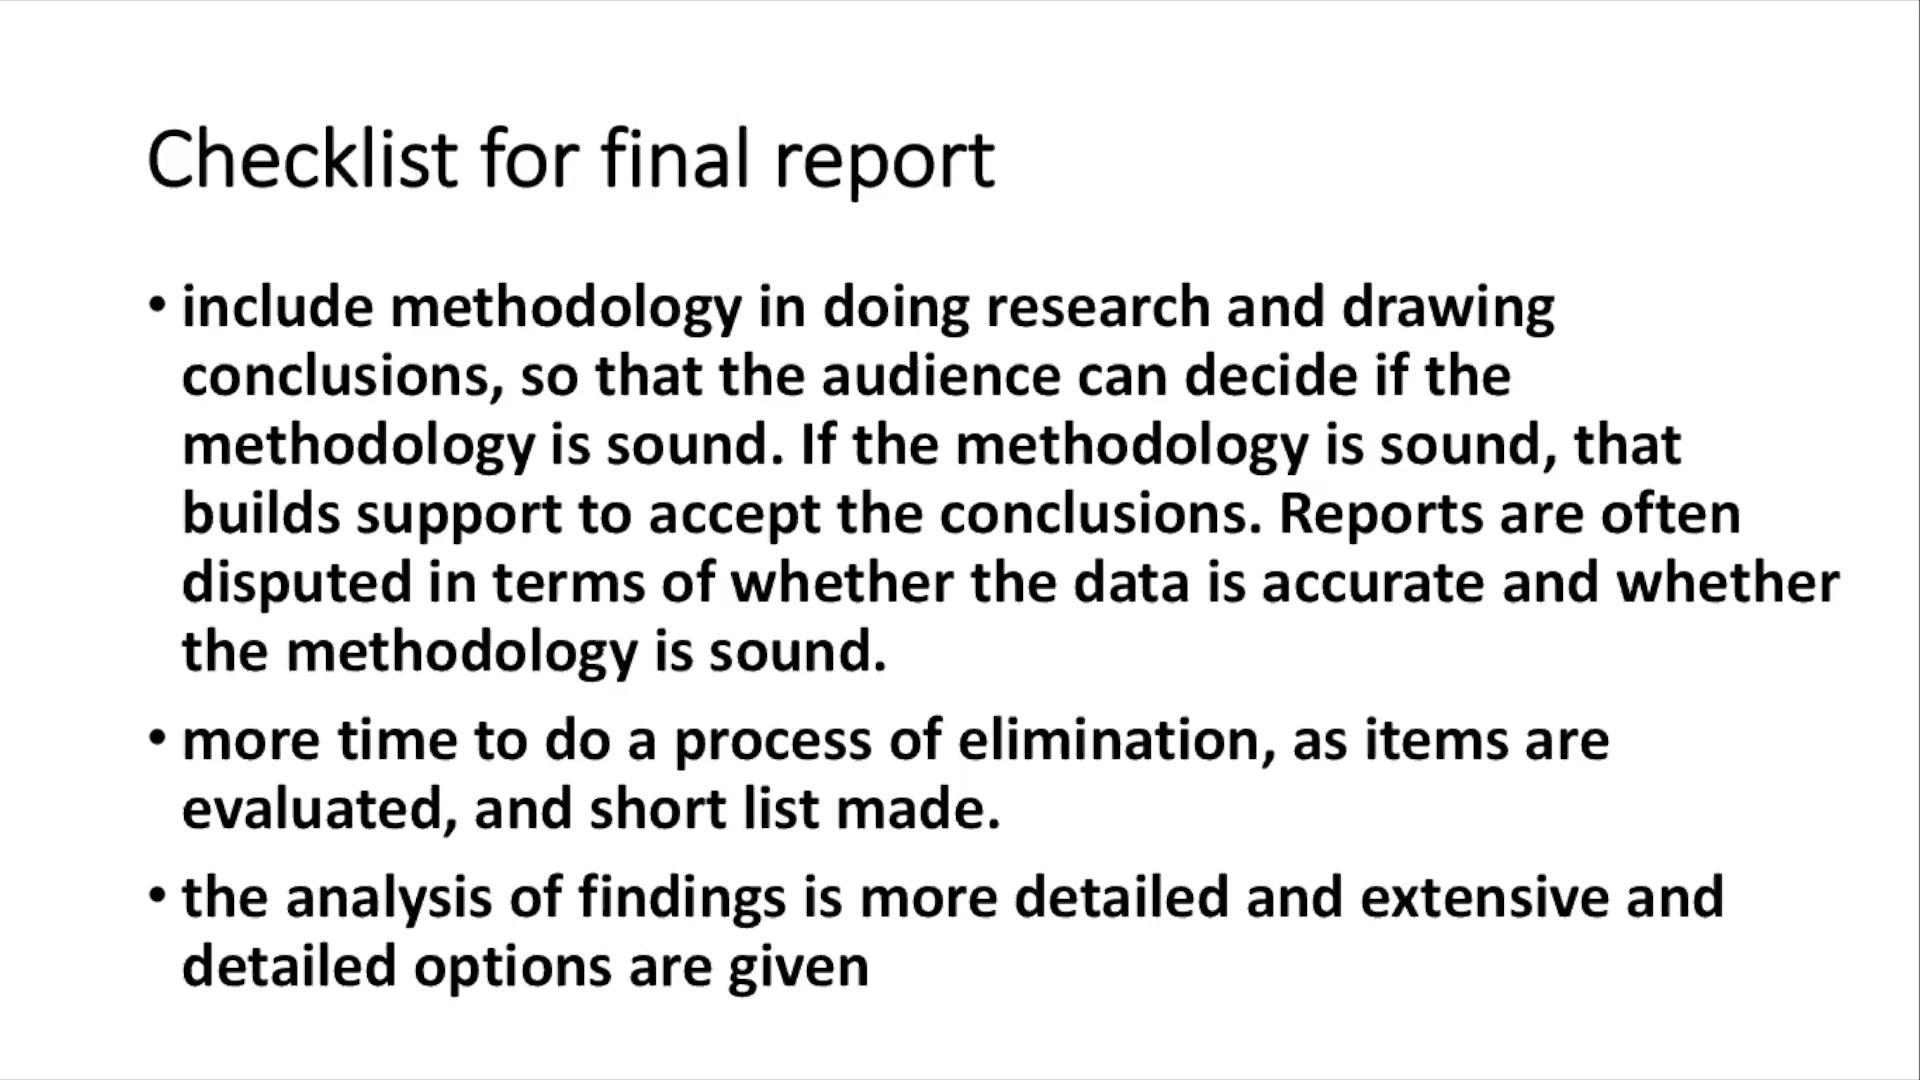 Checklist for final report
• include methodology in doing research and drawing
conclusions, so that the audience can decide if the
methodology is sound. If the methodology is sound, that
builds support to accept the conclusions. Reports are often
disputed in terms of whether the data is accurate and whether
the methodology is sound.
• more time to do a process of elimination, as items are
evaluated, and short list made.
• the analysis of findings is more detailed and extensive and
detailed options are given